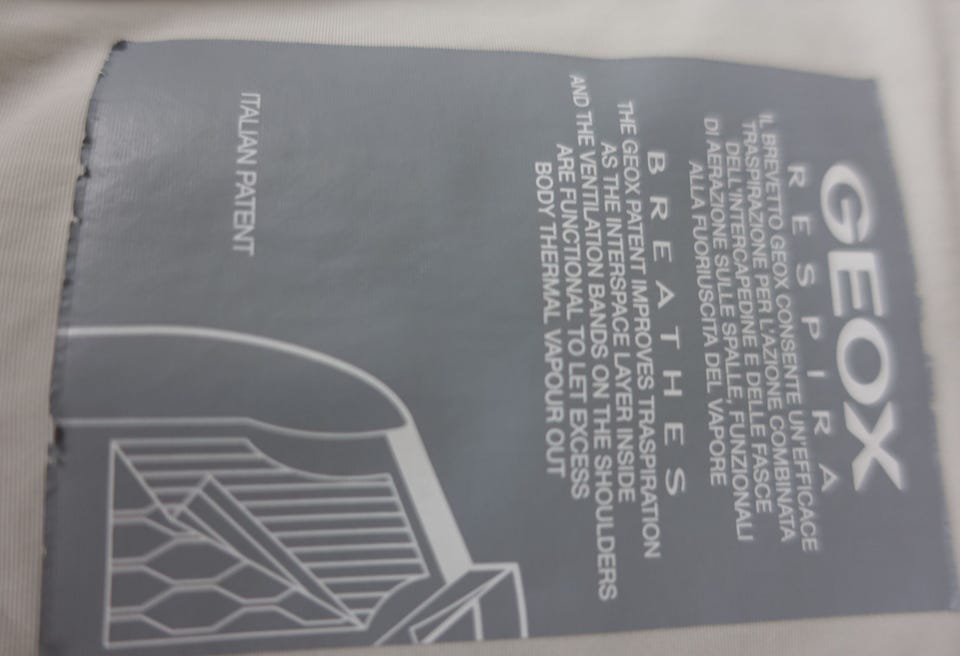 GEOX
RESPIRA
IL BREVETTO GEOX CONSENTE UN'EFFICACE
TRASPIRAZIONE PER L'AZIONE COMBINATA
DELL'INTERCAPEDINE E DELLE FASCE
DI AERAZIONE SULLE SPALLE, FUNZIONALI
ALLA FUORIUSCITA DEL VAPORE
BREATHES
THE GEOX PATENT IMPROVES TRASPIRATION
AS THE INTERSPACE LAYER INSIDE
AND THE VENTILATION BANDS ON THE SHOULDERS
ARE FUNCTIONAL TO LET EXCESS
BODY THERMAL VAPOUR OUT
ITALIAN PATENT